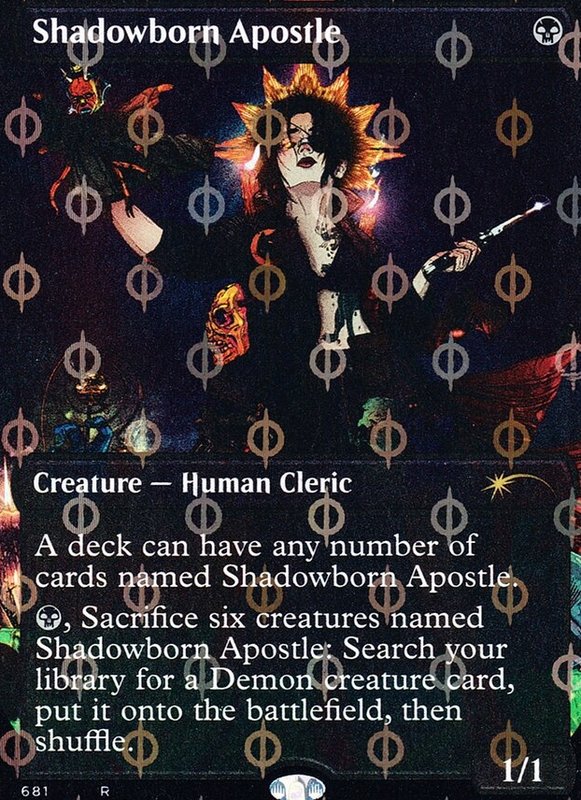 Shadowborn Apostle
Creature — Human Cleric
A deck can have any number of
cards named Shadowborn Apostle.
, Sacrifice six creatures named
Shadowborn Apostle: Search your
library for a Demon creature card,
put it onto the battlefield, then
shuffle.
1/1
681 R